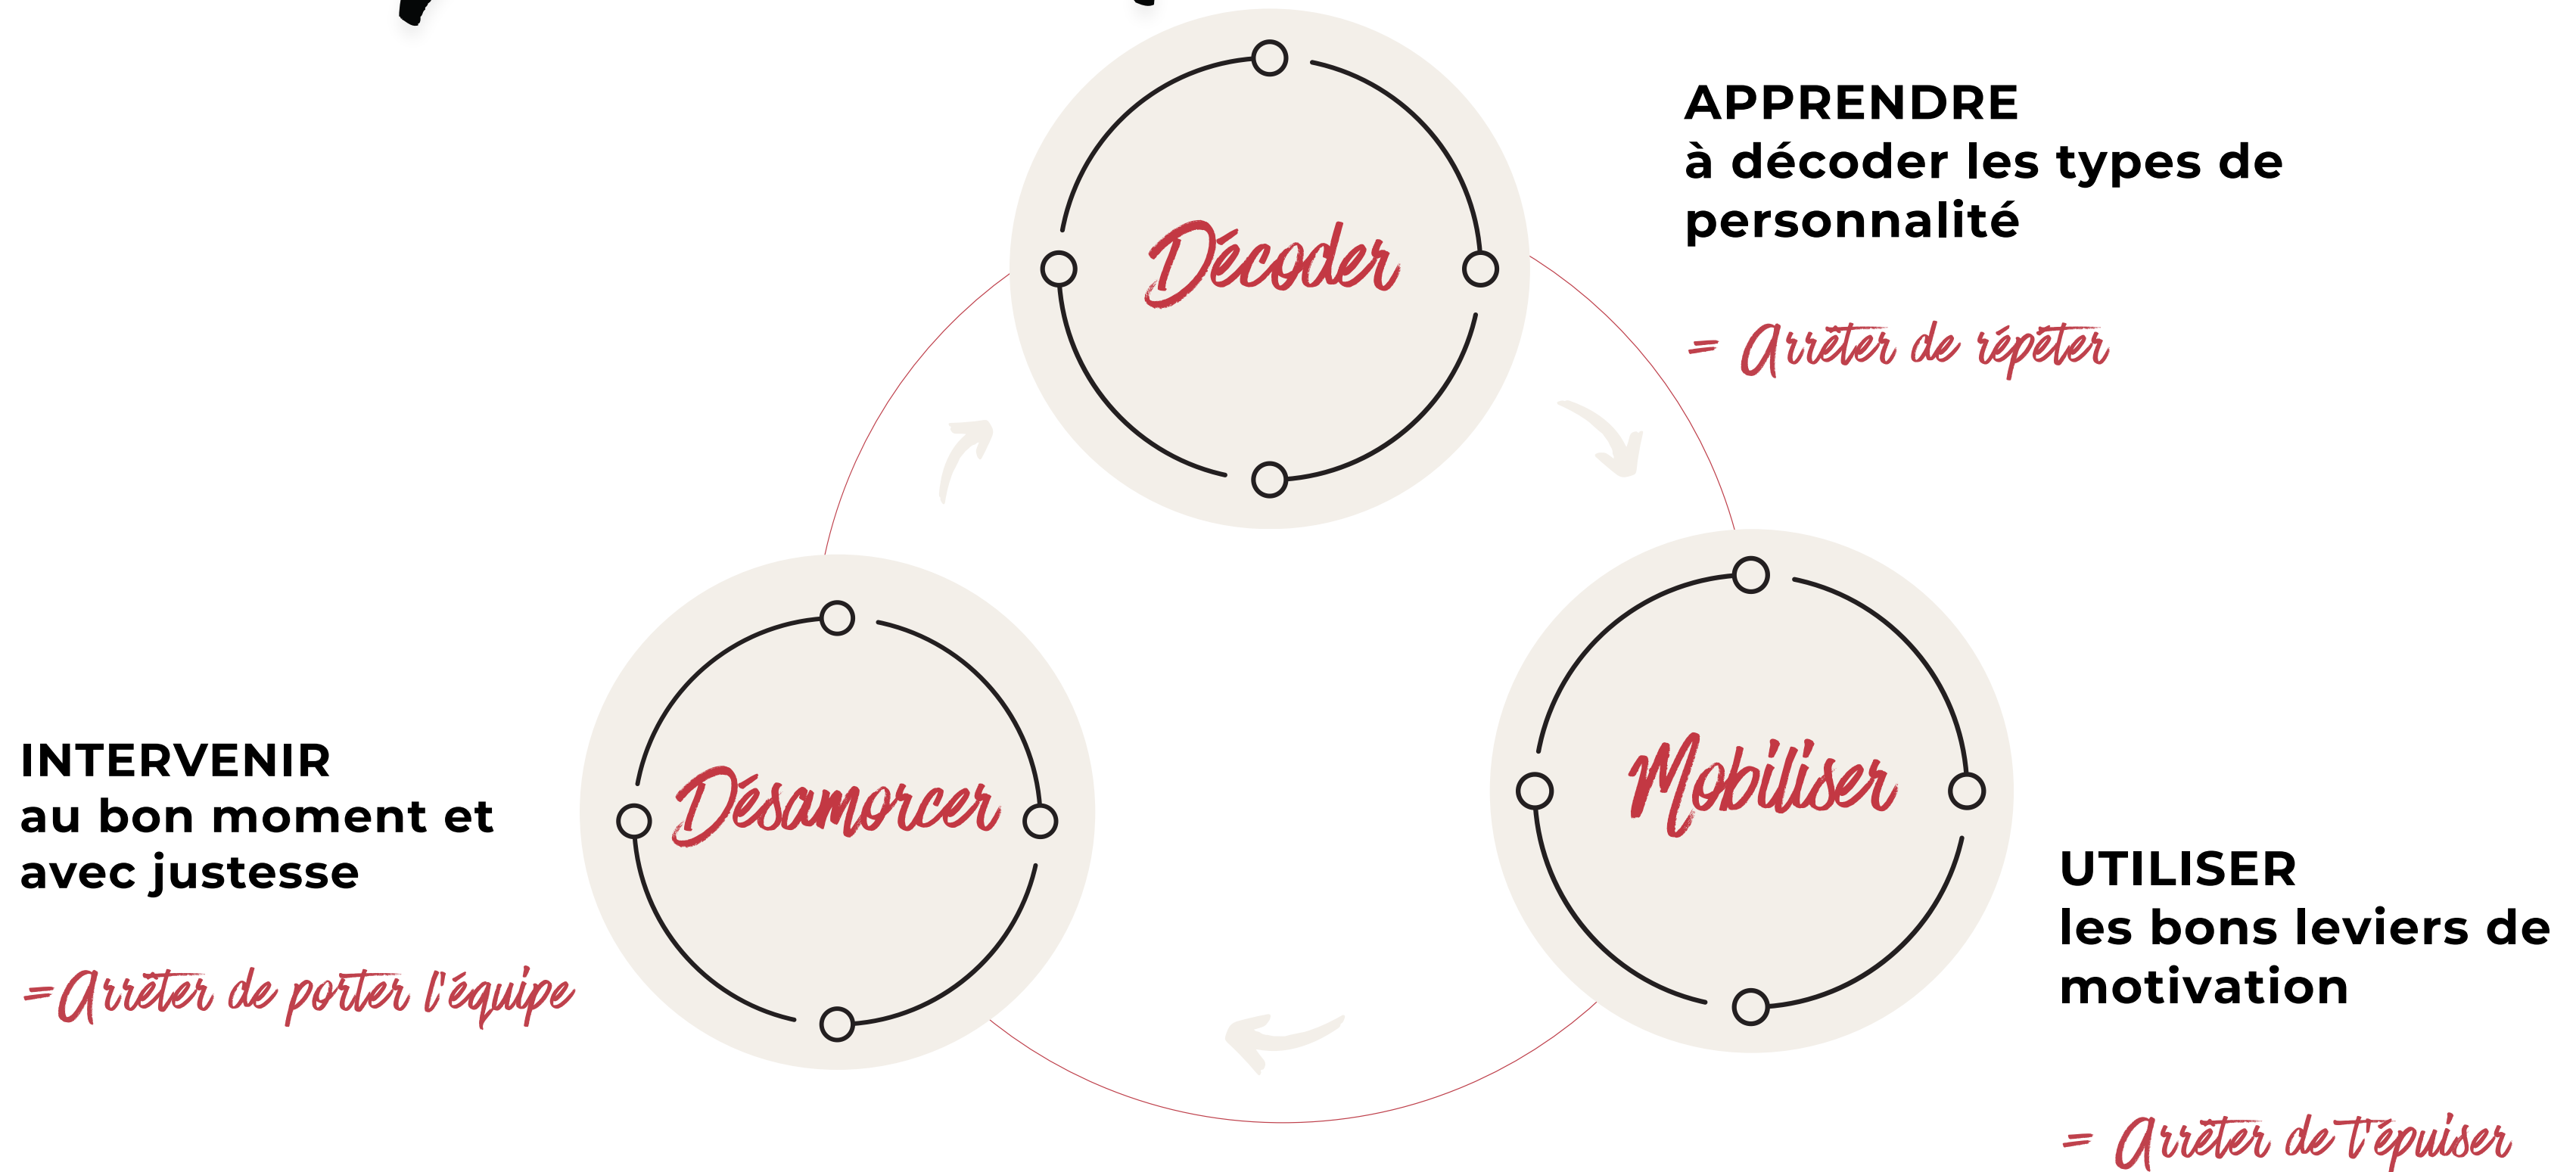 Décoder
APPRENDRE
à décoder les types de
personnalité
= Arrêter de répéter
Mobiliser
UTILISER
les bons leviers de
motivation
= Arrêter de t'épuiser
Désamorcer
INTERVENIR
au bon moment et
avec justesse
=Arrêter de porter l'équipe